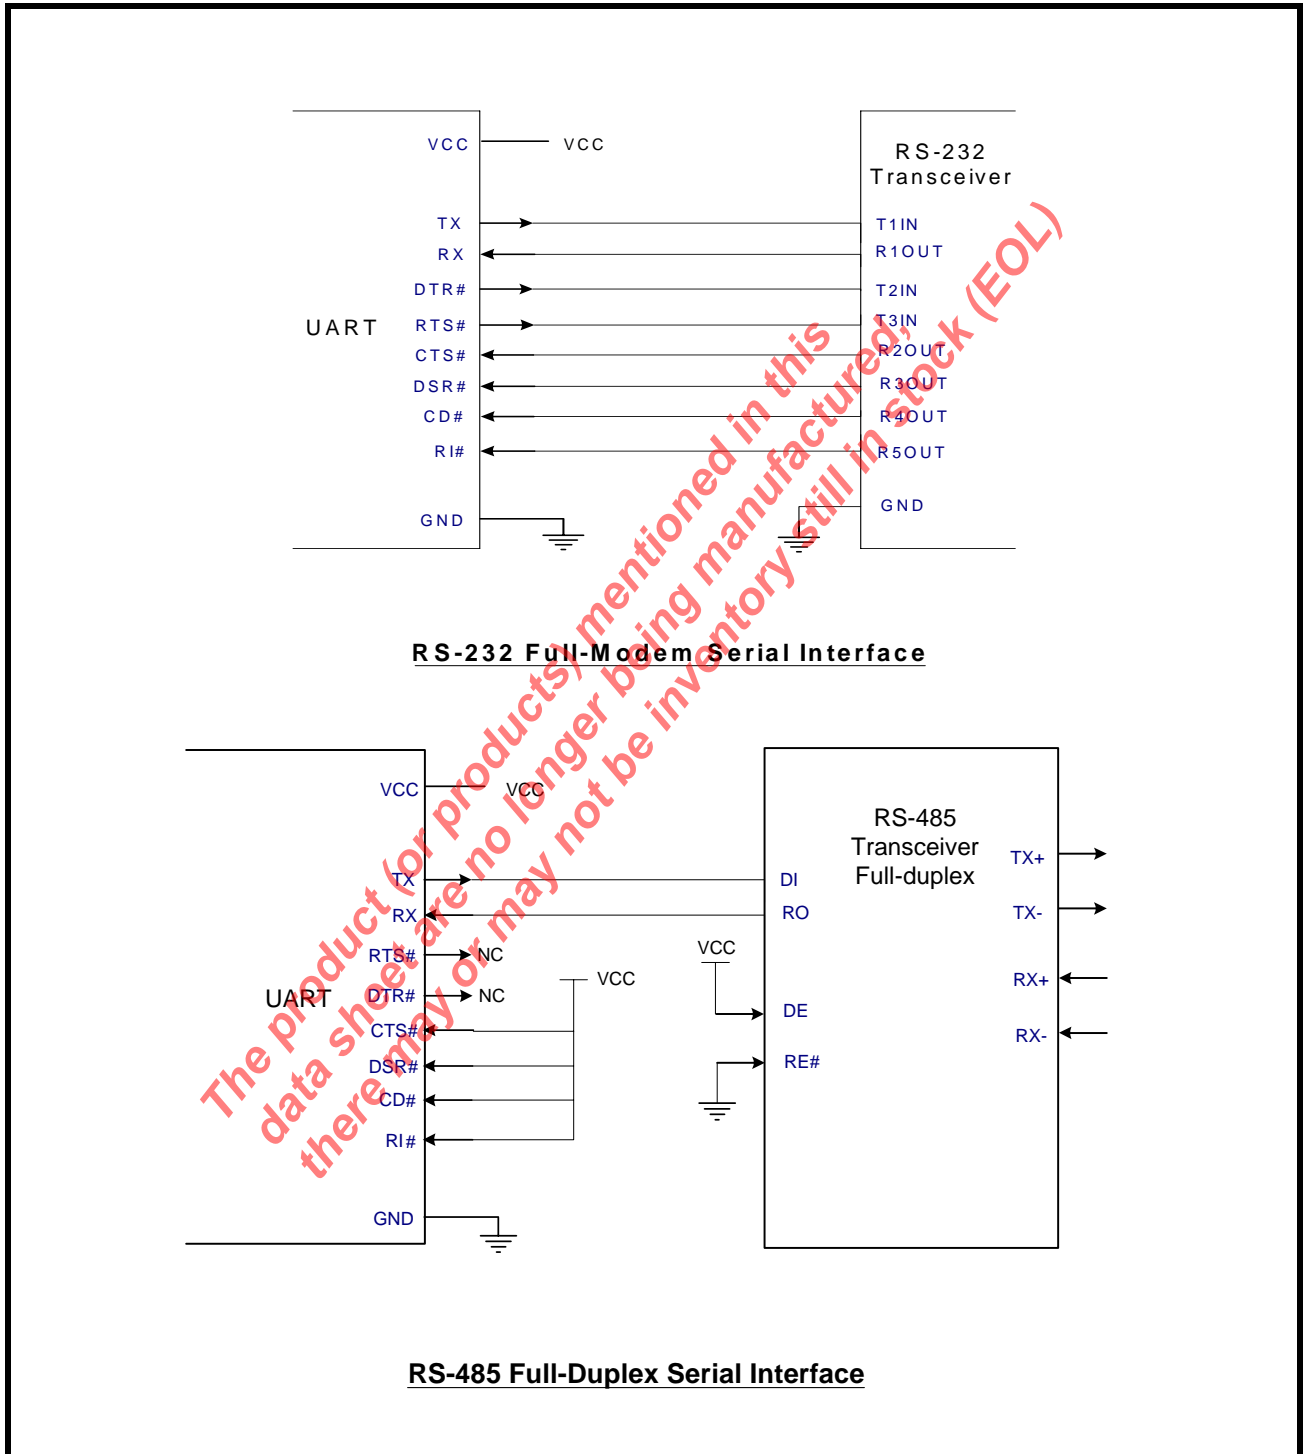 VCC
VCC
RS-232
Transceiver
TX
T1IN
RX
R1OUT
DTR#
T2IN
UART
RTS#
T3IN
CTS#
R2OUT
DSR#
R3OUT
CD#
R4OUT
RI#
R5OUT
GND
GND
RS-232 Full-Modem Serial Interface
The product (or products) mentioned in this
data sheet are no longer being manufactured,
there may or may not be inventory still in stock (EOL)
VCC
VCC
RS-485
Transceiver
Full-duplex
TX+
TX
DI
RX
RO
TX-
RTS#
NC
VCC
VCC
RX+
UART
DTR#
NC
DE
CTS#
RX-
DSR#
RE#
CD#
RI#
GND
RS-485 Full-Duplex Serial Interface